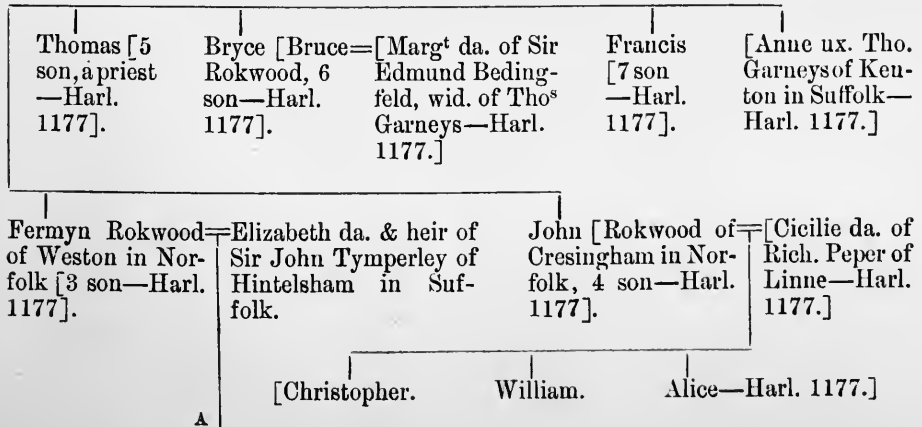 Thomas [5
son, a priest
—Harl.
1177].
Bryce [Bruce=
Rokwood, 6
son—Harl.
1177].
[Margt da. of Sir
Edmund Beding-
feld, wid. of Thos
Garneys—Harl.
1177.]
Francis
[7 son
—Harl.
1177].
[Anne ux. Tho.
Garneys of Ken-
ton in Suffolk—
Harl. 1177.]
Fermyn Rokwood=
of Weston in Nor-
folk [3 son—Harl.
1177].
Elizabeth da. & heir of
Sir John Tymperley of
Hintelsham in Suf-
folk.
John [Rokwood of=
Cresingham in Nor-
folk, 4 son—Harl.
1177].
[Cicilie da. of
Rich. Peper of
Linne—Harl.
1177.]
[Christopher. William. Alice—Harl. 1177.]
A